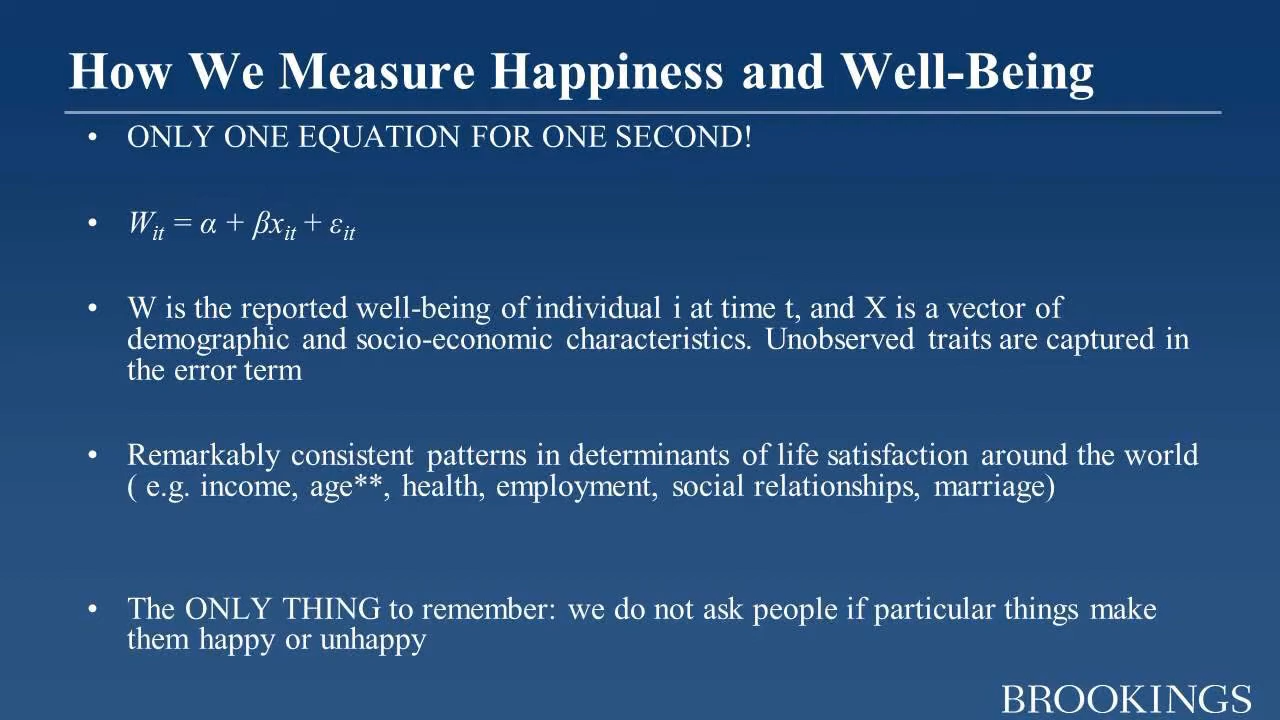 How We Measure Happiness and Well-Being
• ONLY ONE EQUATION FOR ONE SECOND!
• Wit = α + βxit + εit
• W is the reported well-being of individual i at time t, and X is a vector of
demographic and socio-economic characteristics. Unobserved traits are captured in
the error term
• Remarkably consistent patterns in determinants of life satisfaction around the world
( e.g. income, age**, health, employment, social relationships, marriage)
• The ONLY THING to remember: we do not ask people if particular things make
them happy or unhappy
BROOKINGS